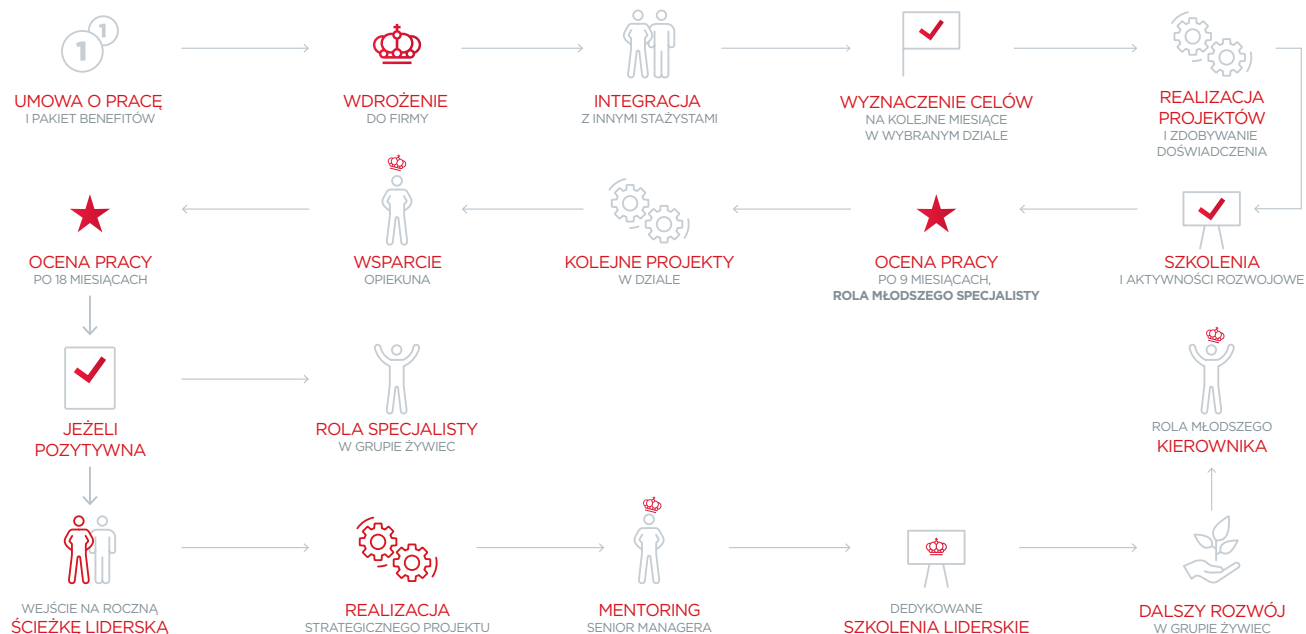 1
1
UMOWA O PRACĘ
I PAKIET BENEFITÓW
WDROŻENIE
DO FIRMY
INTEGRACJA
Z INNYMI STAŻYSTAMI
WYZNACZENIE CELÓW
NA KOLEJNE MIESIĄCE
W WYBRANYM DZIALE
REALIZACJA
PROJEKTÓW
I ZDOBYWANIE
DOŚWIADCZENIA
SZKOLENIA
I AKTYWNOŚCI ROZWOJOWE
OCENA PRACY
PO 9 MIESIĄCACH,
ROLA MŁODSZEGO SPECJALISTY
KOLEJNE PROJEKTY
W DZIALE
WSPARCIE
OPIEKUNA
OCENA PRACY
PO 18 MIESIĄCACH
JEŻELI
POZYTYWNA
ROLA SPECJALISTY
W GRUPIE ŻYWIEC
WEJŚCIE NA ROCZNĄ
ŚCIEŻKĘ LIDERSKĄ
REALIZACJA
STRATEGICZNEGO PROJEKTU
MENTORING
SENIOR MANAGERA
DEDYKOWANE
SZKOLENIA LIDERSKIE
DALSZY ROZWÓJ
W GRUPIE ŻYWIEC
ROLA MŁODSZEGO
KIEROWNIKA